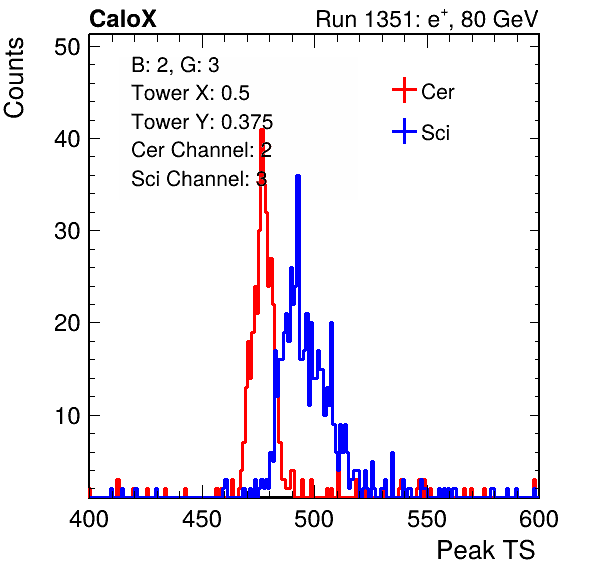 CaloX
Run 1351: e+, 80 GeV
Counts
B: 2, G: 3
Tower X: 0.5
Tower Y: 0.375
Cer Channel: 2
Sci Channel: 3
Cer
Sci
50
40
30
20
10
400 450 500 550 600
Peak TS